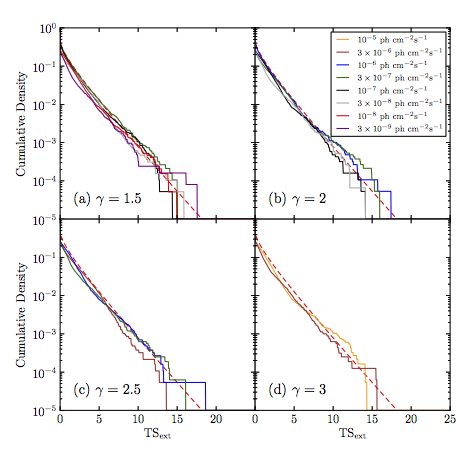 10⁰
10⁻¹
10⁻²
10⁻³
10⁻⁴
10⁻⁵
Cumulative Density
(a) γ = 1.5
(b) γ = 2
10⁻⁵ ph cm⁻²s⁻¹
3 × 10⁻⁶ ph cm⁻²s⁻¹
10⁻⁶ ph cm⁻²s⁻¹
3 × 10⁻⁷ ph cm⁻²s⁻¹
10⁻⁷ ph cm⁻²s⁻¹
3 × 10⁻⁸ ph cm⁻²s⁻¹
10⁻⁸ ph cm⁻²s⁻¹
3 × 10⁻⁹ ph cm⁻²s⁻¹
10⁻¹
10⁻²
10⁻³
10⁻⁴
10⁻⁵
Cumulative Density
(c) γ = 2.5
(d) γ = 3
0 5 10 15 0 5 10 15 20 25
TSext TSext